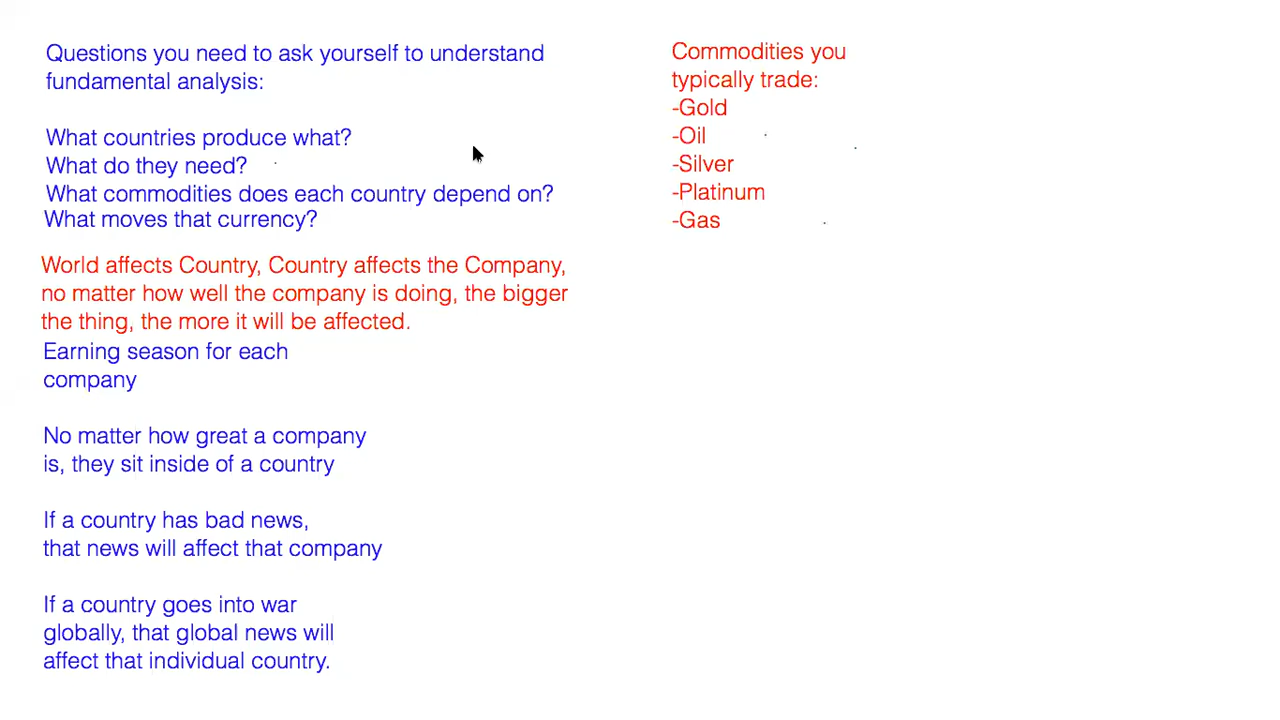 Questions you need to ask yourself to understand
fundamental analysis:
What countries produce what?
What do they need?
What commodities does each country depend on?
What moves that currency?
World affects Country, Country affects the Company,
no matter how well the company is doing, the bigger
the thing, the more it will be affected.
Earning season for each
company
No matter how great a company
is, they sit inside of a country
If a country has bad news,
that news will affect that company
If a country goes into war
globally, that global news will
affect that individual country.
Commodities you
typically trade:
-Gold
-Oil
-Silver
-Platinum
-Gas